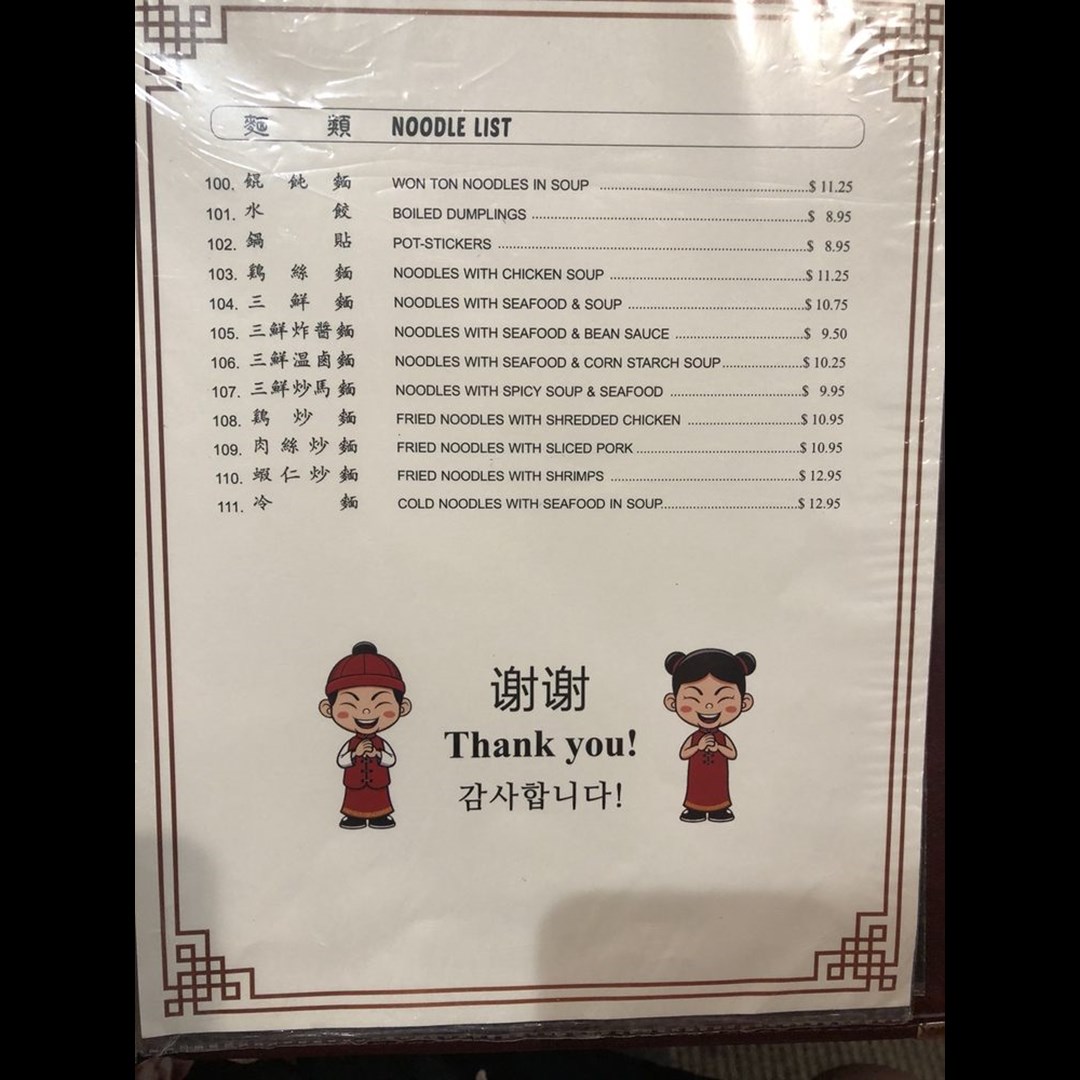 麵類 NOODLE LIST
100. 餛飩麵 WON TON NOODLES IN SOUP $ 11.25
101. 水餃 BOILED DUMPLINGS $ 8.95
102. 鍋貼 POT-STICKERS $ 8.95
103. 鷄絲麵 NOODLES WITH CHICKEN SOUP $ 11.25
104. 三鮮麵 NOODLES WITH SEAFOOD & SOUP $ 10.75
105. 三鮮炸醬麵 NOODLES WITH SEAFOOD & BEAN SAUCE $ 9.50
106. 三鮮溫鹵麵 NOODLES WITH SEAFOOD & CORN STARCH SOUP $ 10.25
107. 三鮮炒馬麵 NOODLES WITH SPICY SOUP & SEAFOOD $ 9.95
108. 鷄炒麵 FRIED NOODLES WITH SHREDDED CHICKEN $ 10.95
109. 肉絲炒麵 FRIED NOODLES WITH SLICED PORK $ 10.95
110. 蝦仁炒麵 FRIED NOODLES WITH SHRIMPS $ 12.95
111. 冷麵 COLD NOODLES WITH SEAFOOD IN SOUP $ 12.95
谢谢
Thank you!
감사합니다!